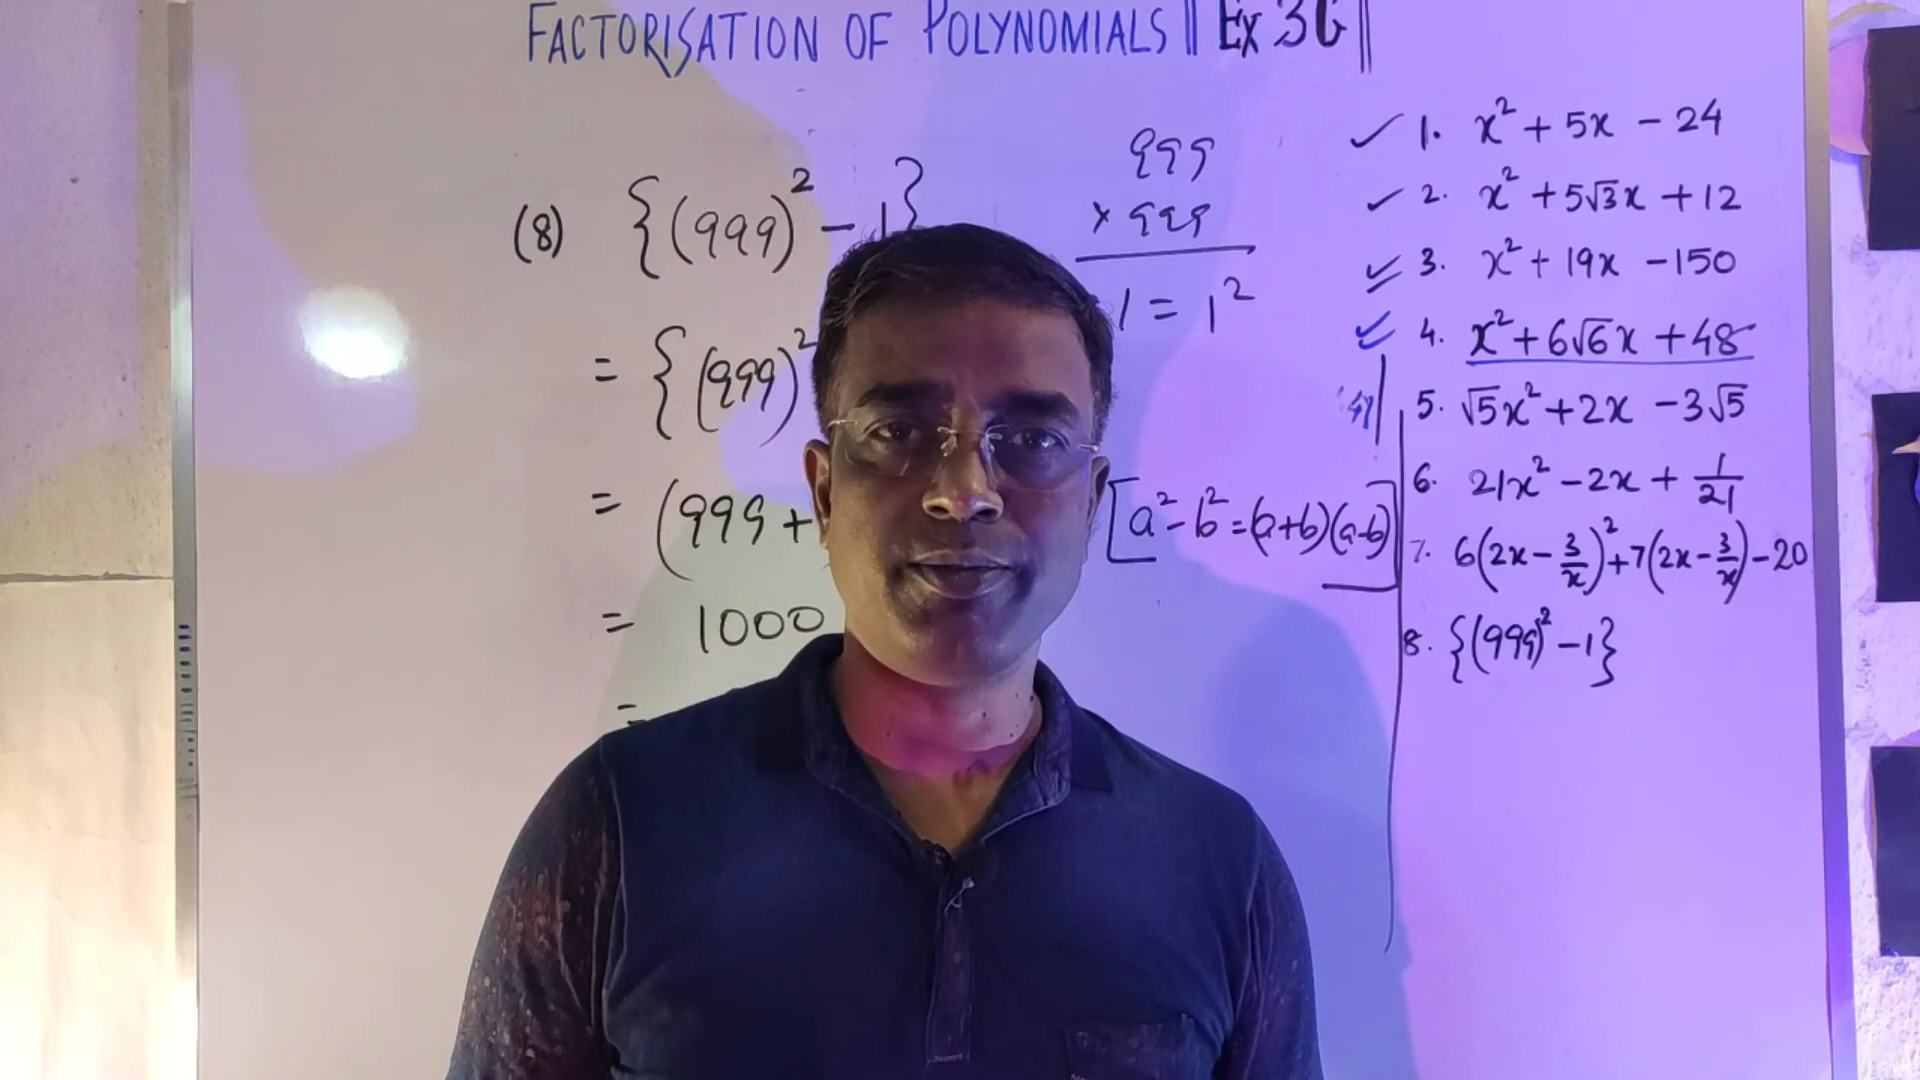 FACTORISATION OF POLYNOMIALS || Ex 3G ||
(8) {(999)² - 1}
= {(999)²
= (999 +
[a² - b² = (a+b)(a-b)]
= 1000
=
999
× 999
1 = 1²
1. x² + 5x - 24
2. x² + 5√3x + 12
3. x² + 19x - 150
4. x² + 6√6x + 48
5. √5x² + 2x - 3√5
6. 21x² - 2x + 1/21
7. 6(2x - 3/x)² + 7(2x - 3/x) - 20
8. {(999)² - 1}